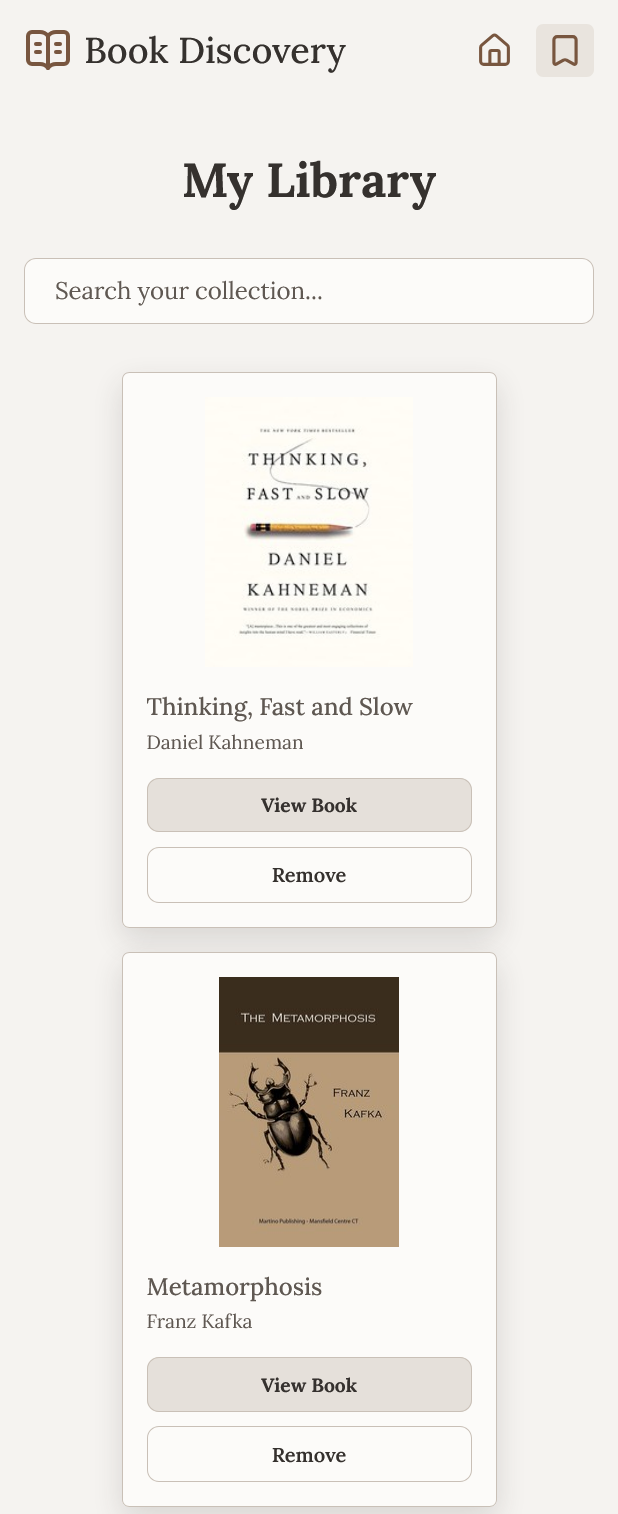 Book Discovery
My Library
Search your collection...
THE NEW YORK TIMES BESTSELLER
THINKING,
FAST AND SLOW
DANIEL
KAHNEMAN
WINNER OF THE NOBEL PRIZE IN ECONOMICS
Thinking, Fast and Slow
Daniel Kahneman
View Book
Remove
The Metamorphosis
Franz
Kafka
Martino Publishing - Mansfield Centre CT
Metamorphosis
Franz Kafka
View Book
Remove